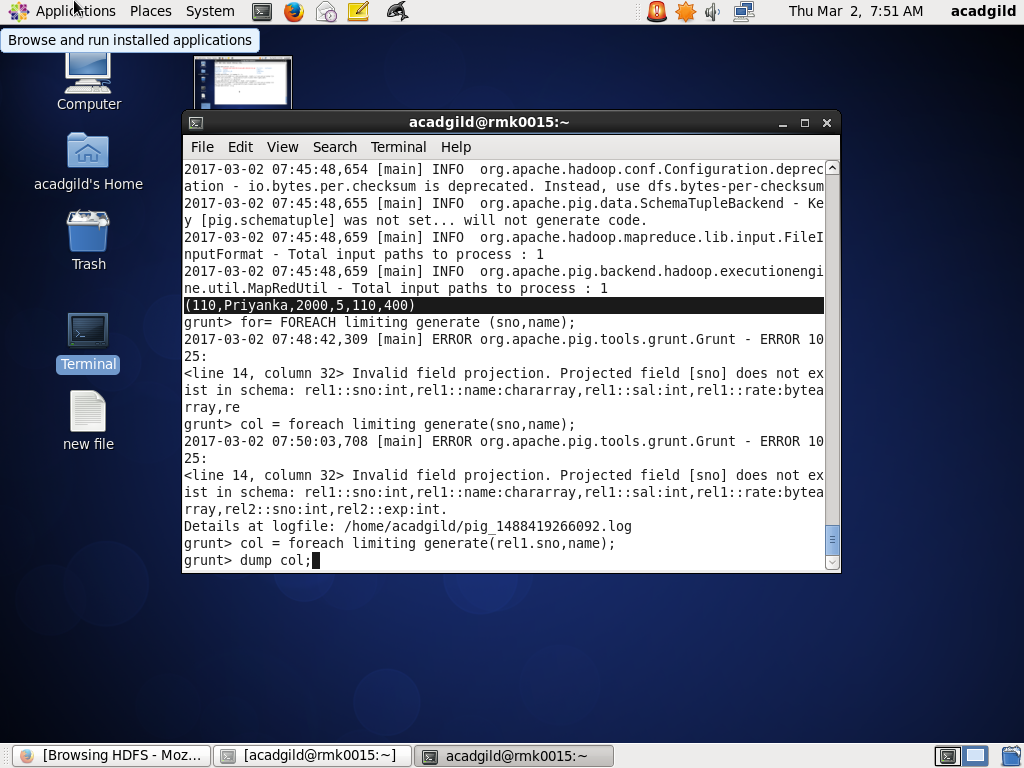 Applications Places System Thu Mar 2, 7:51 AM acadgild
Browse and run installed applications
Computer
acadgild's Home
Trash
Terminal
new file
acadgild@rmk0015:~
File Edit View Search Terminal Help
2017-03-02 07:45:48,654 [main] INFO  org.apache.hadoop.conf.Configuration.deprec
ation - io.bytes.per.checksum is deprecated. Instead, use dfs.bytes-per-checksum
2017-03-02 07:45:48,655 [main] INFO  org.apache.pig.data.SchemaTupleBackend - Ke
y [pig.schematuple] was not set... will not generate code.
2017-03-02 07:45:48,659 [main] INFO  org.apache.hadoop.mapreduce.lib.input.FileI
nputFormat - Total input paths to process : 1
2017-03-02 07:45:48,659 [main] INFO  org.apache.pig.backend.hadoop.executionengi
ne.util.MapRedUtil - Total input paths to process : 1
(110,Priyanka,2000,5,110,400)
grunt> for= FOREACH limiting generate (sno,name);
2017-03-02 07:48:42,309 [main] ERROR org.apache.pig.tools.grunt.Grunt - ERROR 10
25:
<line 14, column 32> Invalid field projection. Projected field [sno] does not ex
ist in schema: rel1::sno:int,rel1::name:chararray,rel1::sal:int,rel1::rate:bytea
rray,re
grunt> col = foreach limiting generate(sno,name);
2017-03-02 07:50:03,708 [main] ERROR org.apache.pig.tools.grunt.Grunt - ERROR 10
25:
<line 14, column 32> Invalid field projection. Projected field [sno] does not ex
ist in schema: rel1::sno:int,rel1::name:chararray,rel1::sal:int,rel1::rate:bytea
rray,rel2::sno:int,rel2::exp:int.
Details at logfile: /home/acadgild/pig_1488419266092.log
grunt> col = foreach limiting generate(rel1.sno,name);
grunt> dump col;
[Browsing HDFS - Moz... [acadgild@rmk0015:~] acadgild@rmk0015:~